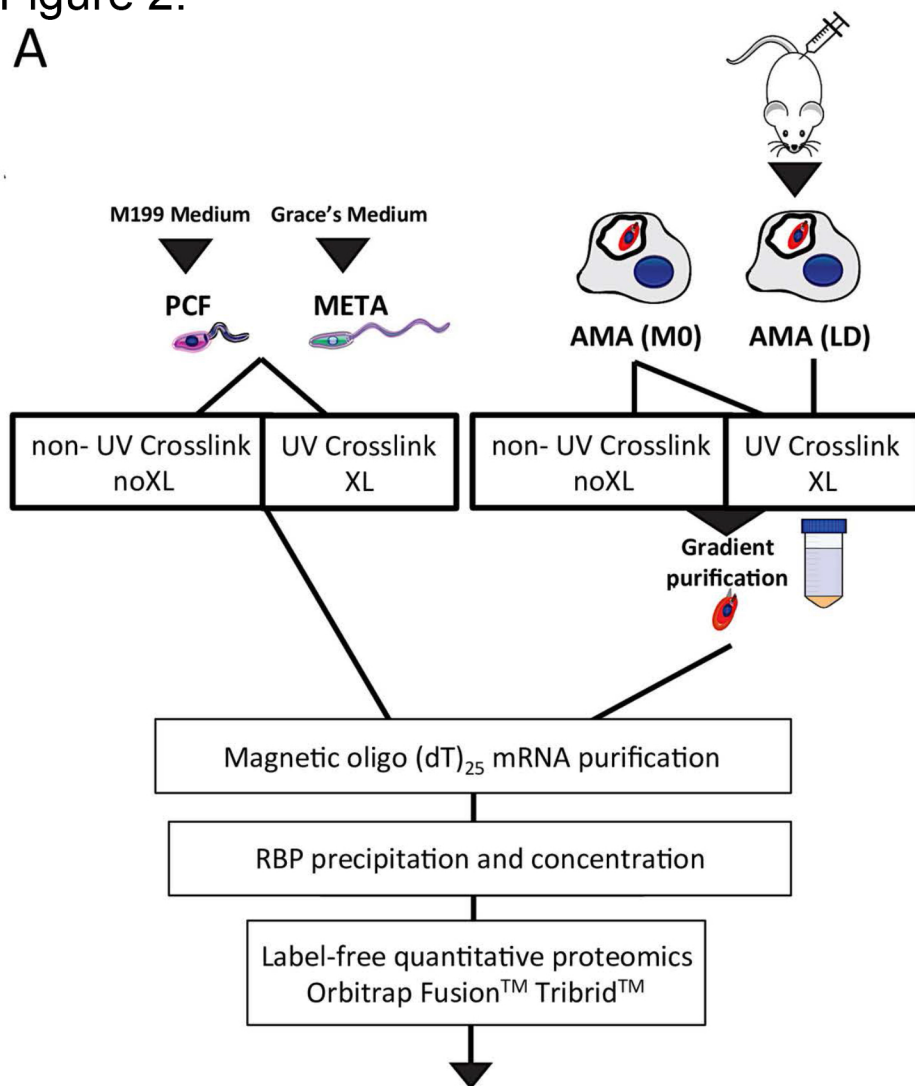 Figure 2.
A
M199 Medium Grace's Medium
PCF META
AMA (M0) AMA (LD)
non- UV Crosslink
noXL
UV Crosslink
XL
non- UV Crosslink
noXL
UV Crosslink
XL
Gradient
purification
Magnetic oligo (dT)₂₅ mRNA purification
RBP precipitation and concentration
Label-free quantitative proteomics
Orbitrap Fusion™ Tribrid™